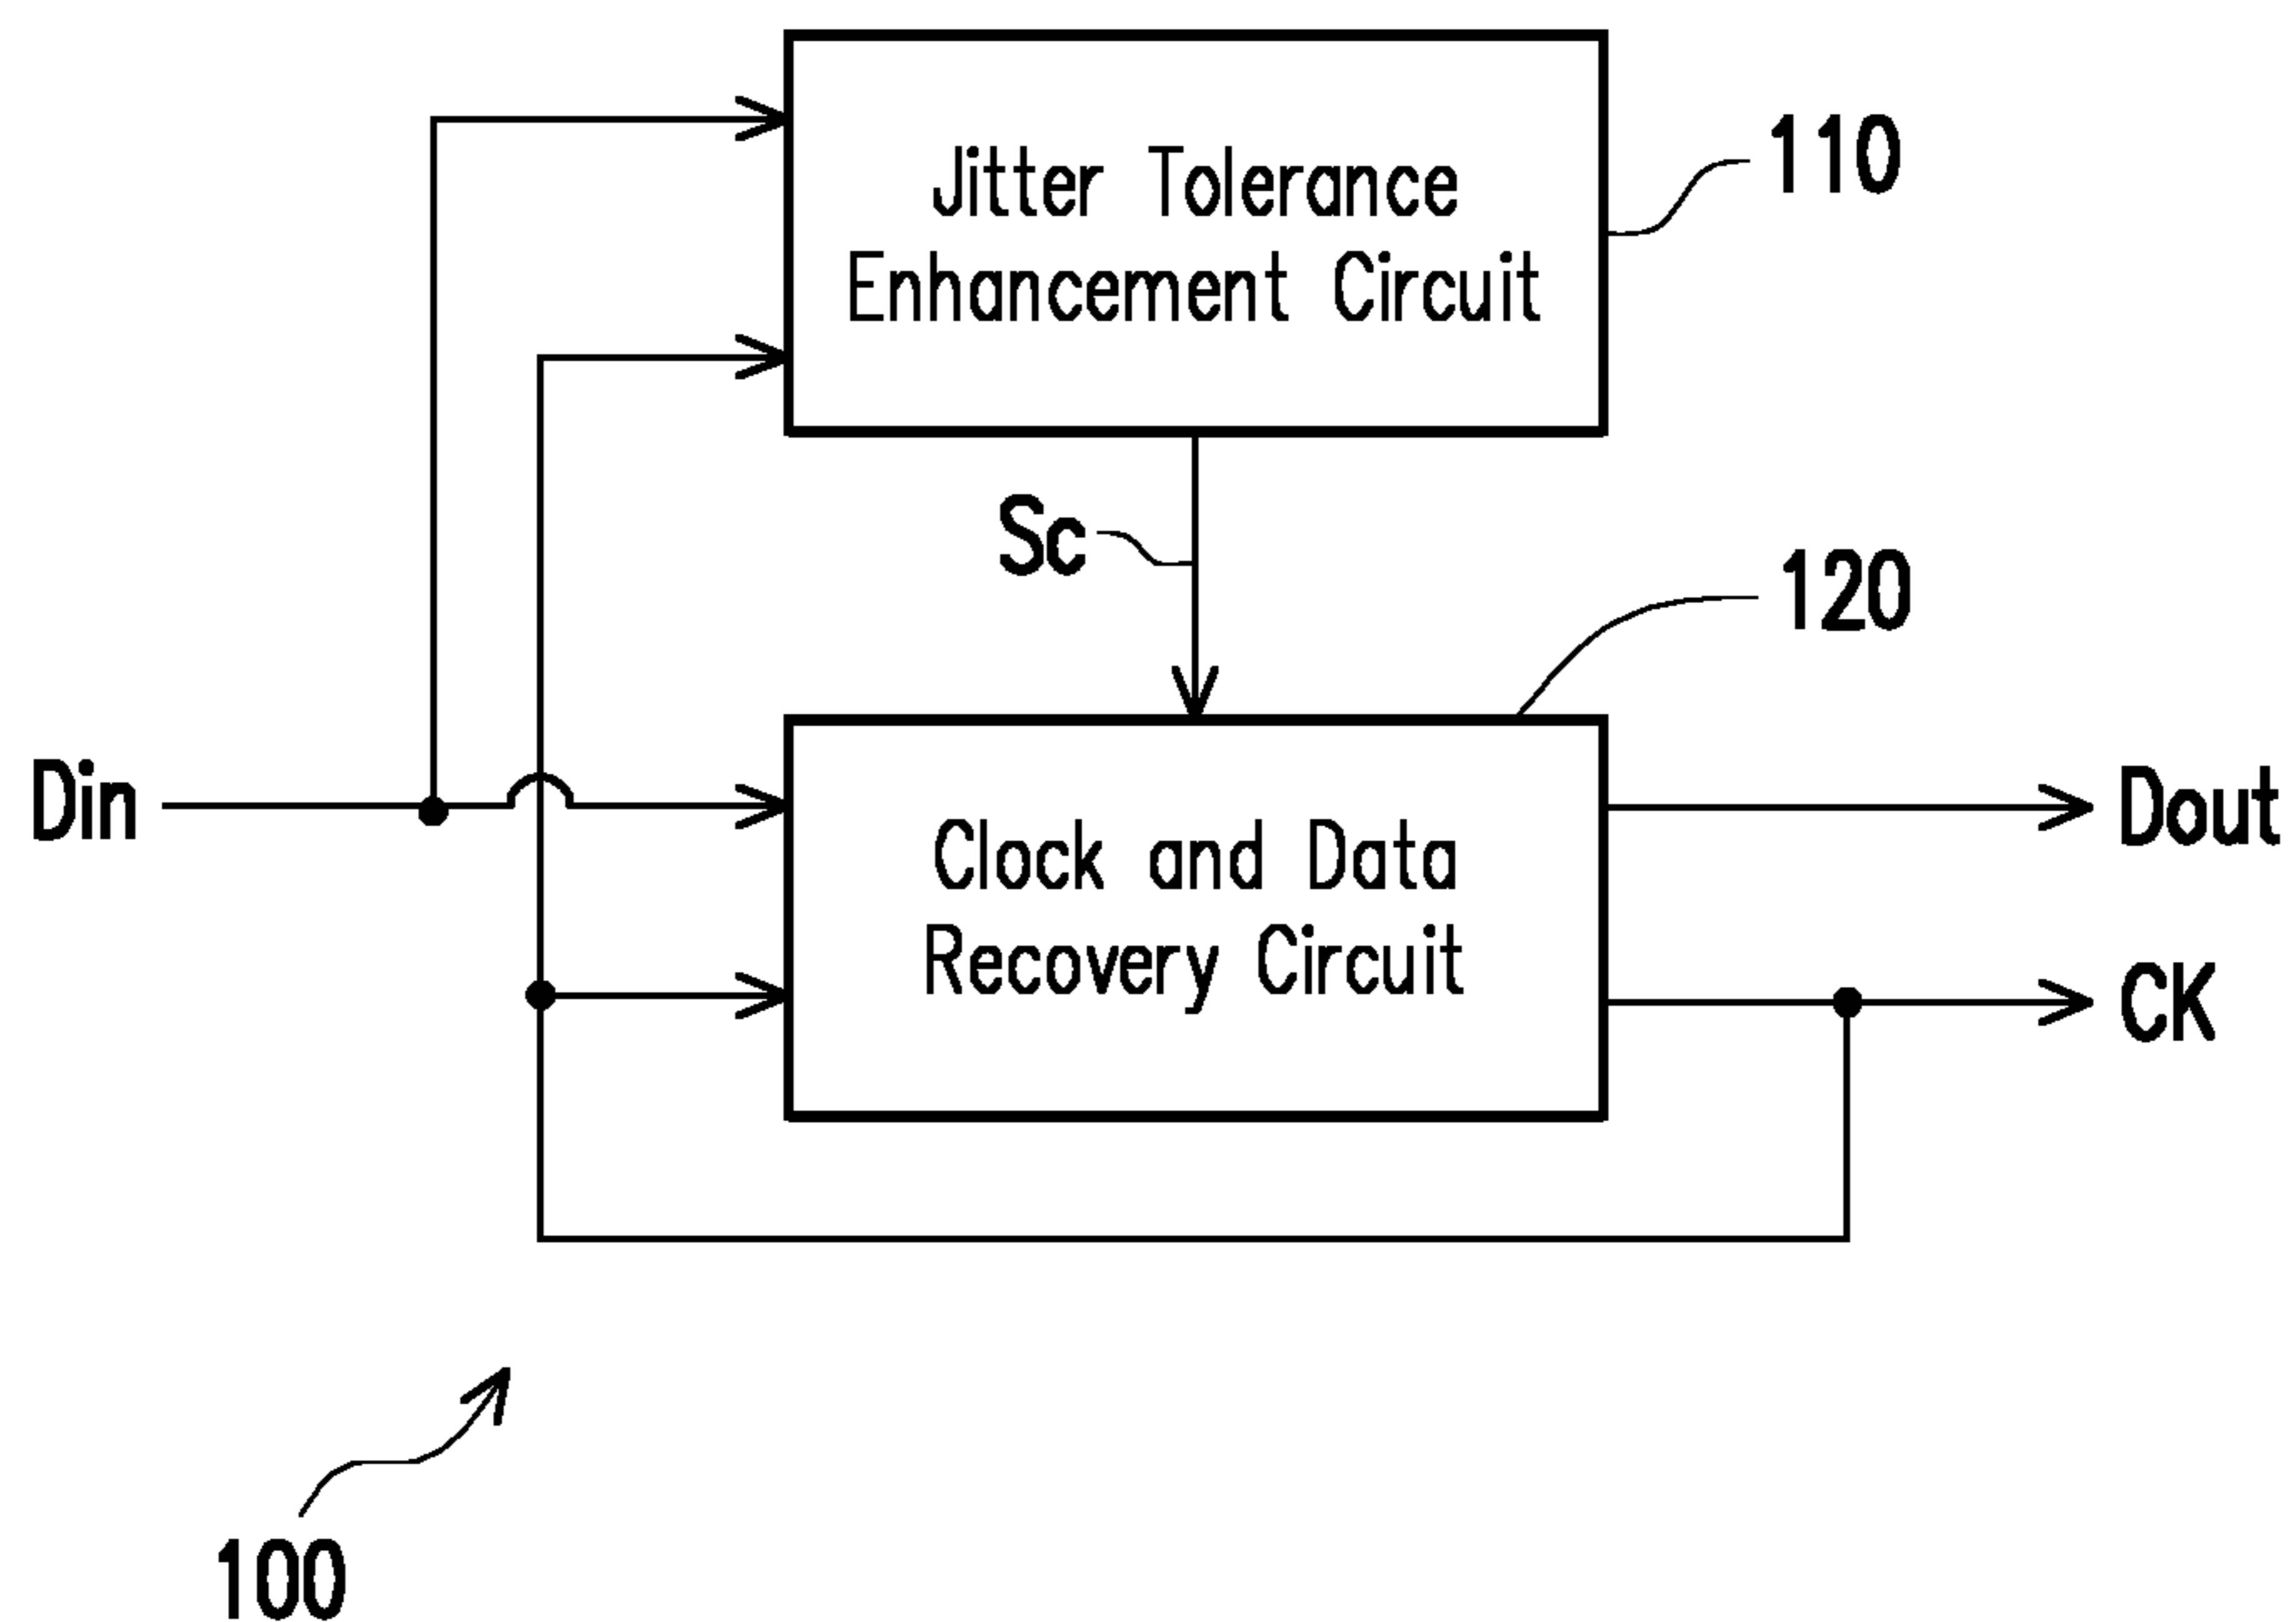 Jitter Tolerance
Enhancement Circuit
110
Sc
120
Din
Clock and Data
Recovery Circuit
Dout
CK
100